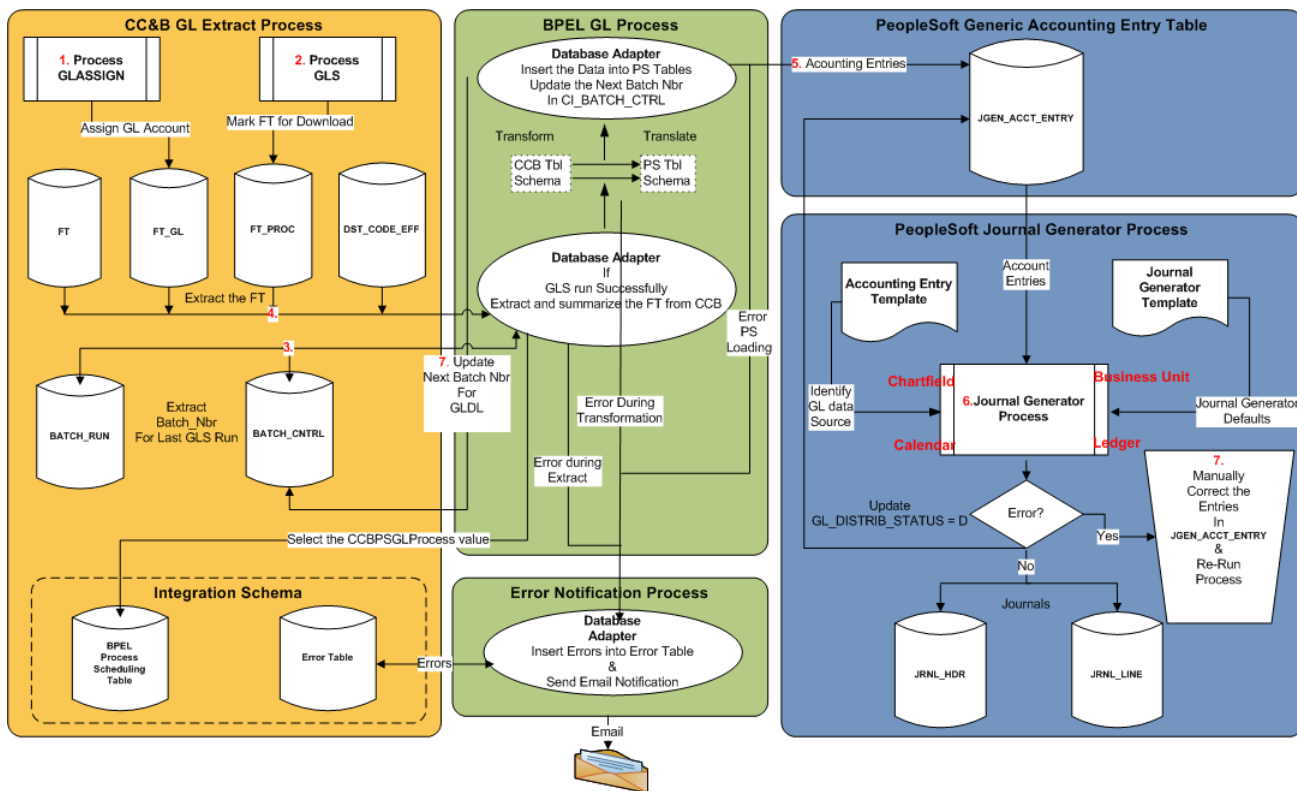 CC&B GL Extract Process
1. Process
GLASSIGN
2. Process
GLS
Assign GL Account
Mark FT for Download
FT
FT_GL
FT_PROC
DST_CODE_EFF
Extract the FT
4.
3.
BATCH_RUN
Extract
Batch_Nbr
For Last GLS Run
BATCH_CNTRL
Select the CCBPSGLProcess value
Integration Schema
BPEL
Process
Scheduling
Table
Error Table
Errors
BPEL GL Process
Database Adapter
Insert the Data into PS Tables
Update the Next Batch Nbr
In CI_BATCH_CTRL
Transform
Translate
CCB Tbl
Schema
PS Tbl
Schema
Database Adapter
If
GLS run Successfully
Extract and summarize the FT from CCB
7. Update
Next Batch Nbr
For
GLDL
Error
PS
Loading
Error During
Transformation
Error during
Extract
Error Notification Process
Database
Adapter
Insert Errors into Error Table
&
Send Email Notification
Email
PeopleSoft Generic Accounting Entry Table
5. Acounting Entries
JGEN_ACCT_ENTRY
PeopleSoft Journal Generator Process
Accounting Entry
Template
Account
Entries
Journal
Generator
Template
Identify
GL data
Source
Chartfield
Business Unit
6.Journal Generator
Process
Calendar
Ledger
Journal Generator
Defaults
Update
GL_DISTRIB_STATUS = D
Error?
Yes
No
7.
Manually
Correct the
Entries
In
JGEN_ACCT_ENTRY
&
Re-Run
Process
Journals
JRNL_HDR
JRNL_LINE